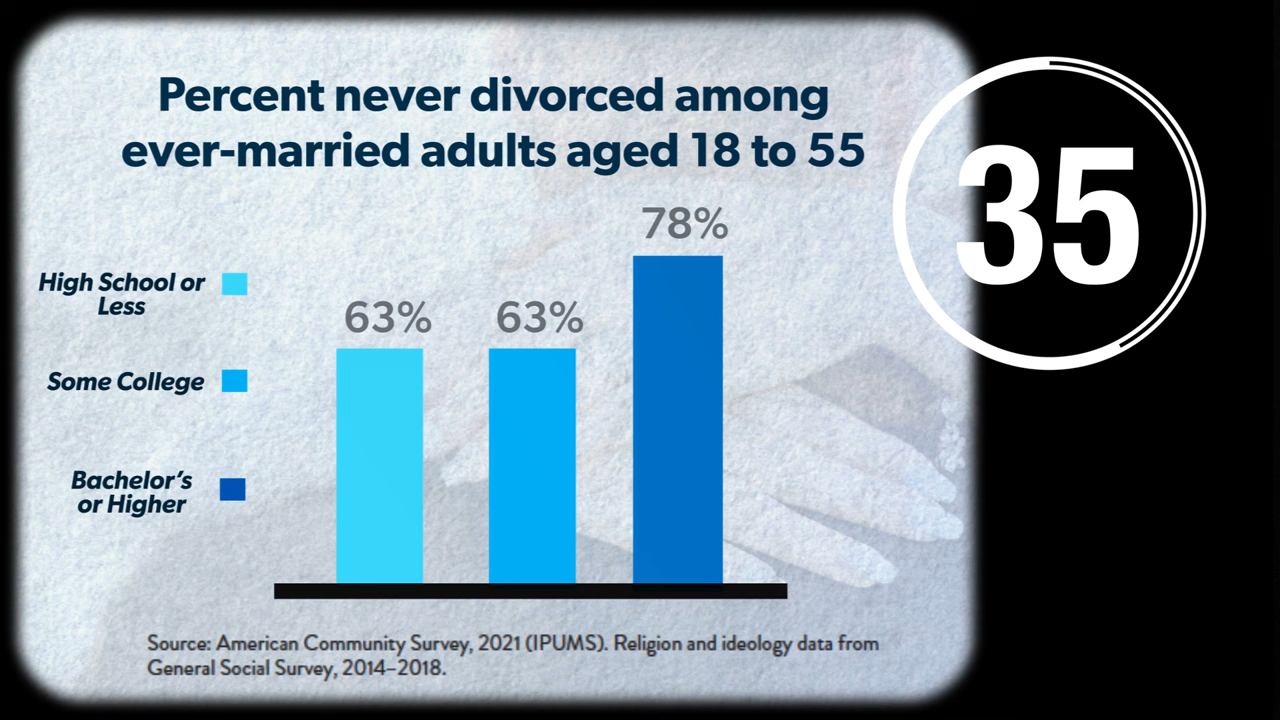 Percent never divorced among
ever-married adults aged 18 to 55
35
78%
High School or
Less
63%
63%
Some College
Bachelor's
or Higher
Source: American Community Survey, 2021 (IPUMS). Religion and ideology data from
General Social Survey, 2014–2018.